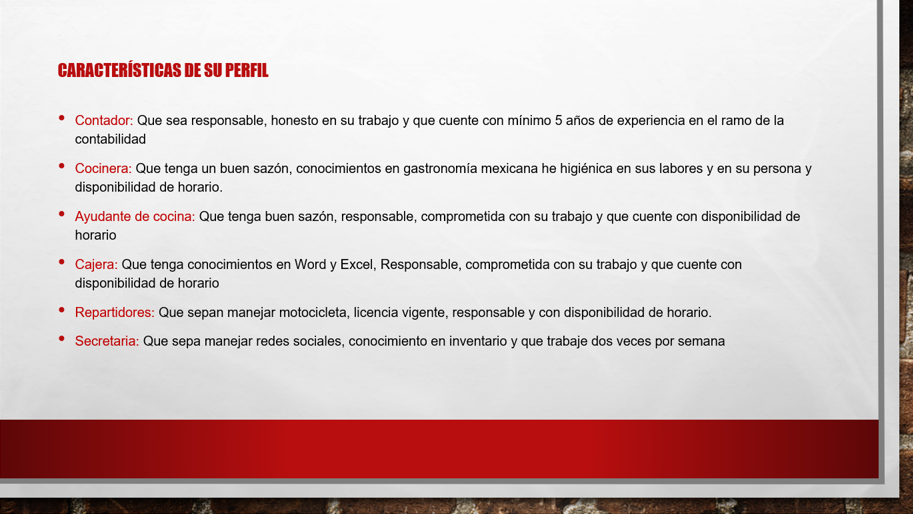 CARACTERÍSTICAS DE SU PERFIL
• Contador: Que sea responsable, honesto en su trabajo y que cuente con mínimo 5 años de experiencia en el ramo de la
contabilidad
• Cocinera: Que tenga un buen sazón, conocimientos en gastronomía mexicana he higiénica en sus labores y en su persona y
disponibilidad de horario.
• Ayudante de cocina: Que tenga buen sazón, responsable, comprometida con su trabajo y que cuente con disponibilidad de
horario
• Cajera: Que tenga conocimientos en Word y Excel, Responsable, comprometida con su trabajo y que cuente con
disponibilidad de horario
• Repartidores: Que sepan manejar motocicleta, licencia vigente, responsable y con disponibilidad de horario.
• Secretaria: Que sepa manejar redes sociales, conocimiento en inventario y que trabaje dos veces por semana